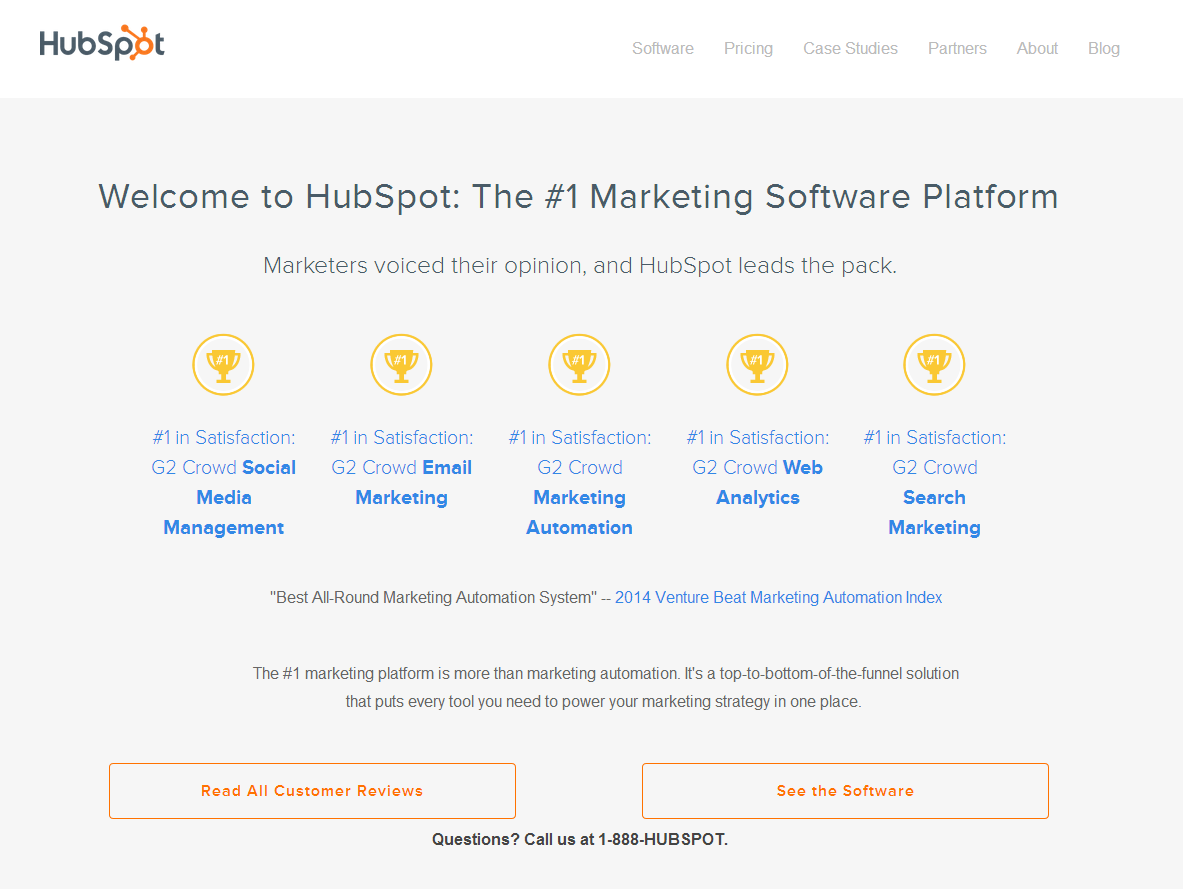 HubSpot
Software Pricing Case Studies Partners About Blog
Welcome to HubSpot: The #1 Marketing Software Platform
Marketers voiced their opinion, and HubSpot leads the pack.
#1 #1 #1 #1 #1
#1 in Satisfaction:
G2 Crowd Social
Media
Management
#1 in Satisfaction:
G2 Crowd Email
Marketing
#1 in Satisfaction:
G2 Crowd
Marketing
Automation
#1 in Satisfaction:
G2 Crowd Web
Analytics
#1 in Satisfaction:
G2 Crowd
Search
Marketing
"Best All-Round Marketing Automation System" -- 2014 Venture Beat Marketing Automation Index
The #1 marketing platform is more than marketing automation. It's a top-to-bottom-of-the-funnel solution
that puts every tool you need to power your marketing strategy in one place.
Read All Customer Reviews
See the Software
Questions? Call us at 1-888-HUBSPOT.